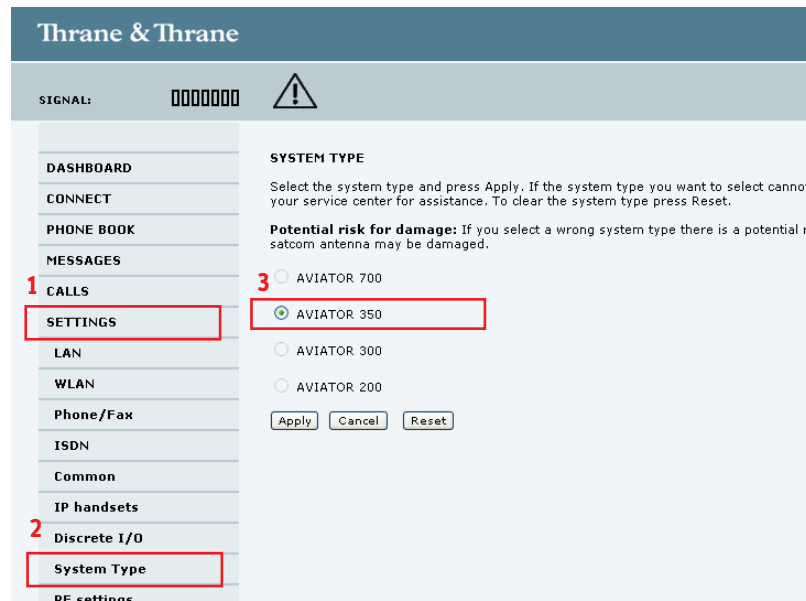 Thrane & Thrane
SIGNAL:
DASHBOARD
CONNECT
PHONE BOOK
MESSAGES
1
CALLS
SETTINGS
LAN
WLAN
Phone/Fax
ISDN
Common
IP handsets
2
Discrete I/O
System Type
RF settings
SYSTEM TYPE
Select the system type and press Apply. If the system type you want to select canno
your service center for assistance. To clear the system type press Reset.
Potential risk for damage: If you select a wrong system type there is a potential r
satcom antenna may be damaged.
3
AVIATOR 700
AVIATOR 350
AVIATOR 300
AVIATOR 200
Apply Cancel Reset